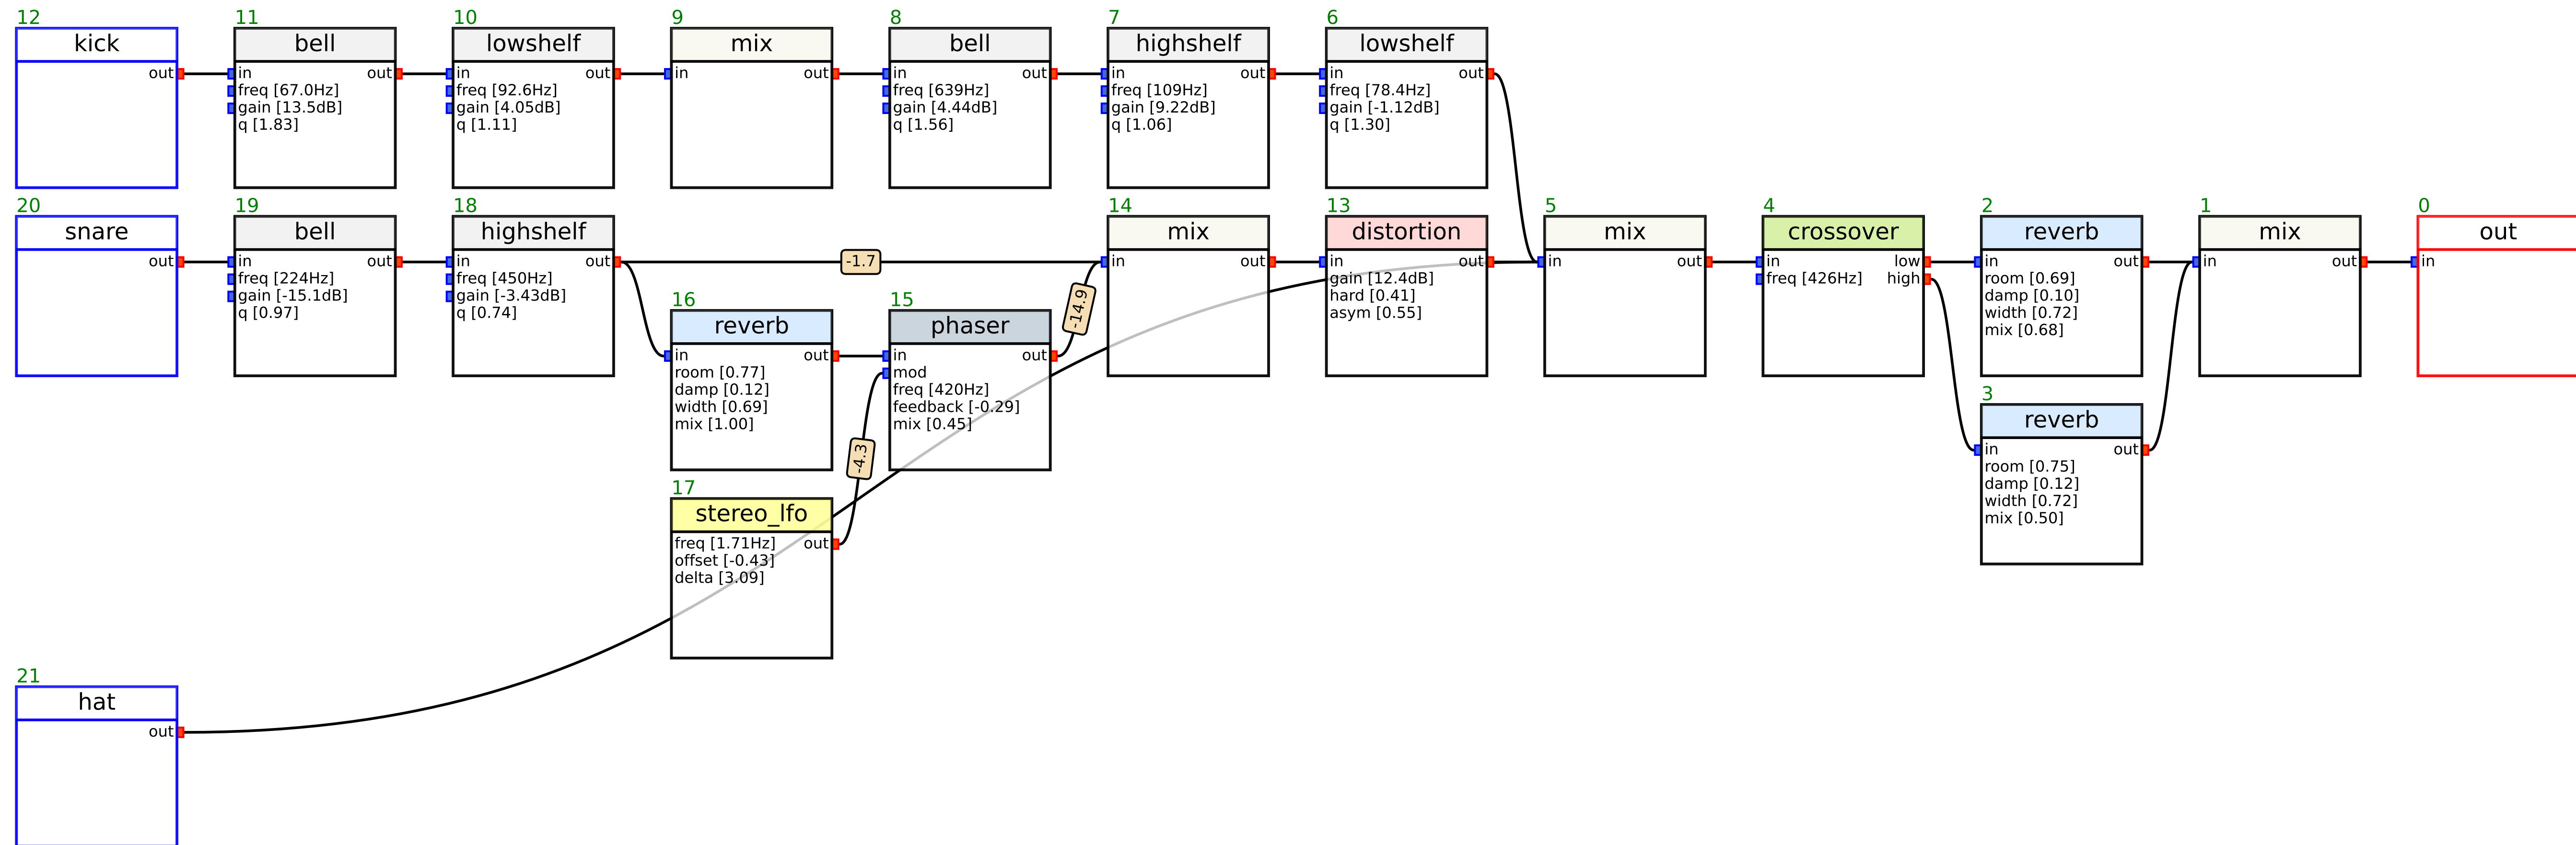 12
kick
out
11
bell
in out
freq [67.0Hz]
gain [13.5dB]
q [1.83]
10
lowshelf
in out
freq [92.6Hz]
gain [4.05dB]
q [1.11]
9
mix
in out
8
bell
in out
freq [639Hz]
gain [4.44dB]
q [1.56]
7
highshelf
in out
freq [109Hz]
gain [9.22dB]
q [1.06]
6
lowshelf
in out
freq [78.4Hz]
gain [-1.12dB]
q [1.30]
20
snare
out
19
bell
in out
freq [224Hz]
gain [-15.1dB]
q [0.97]
18
highshelf
in out
freq [450Hz]
gain [-3.43dB]
q [0.74]
-1.7
16
reverb
in out
room [0.77]
damp [0.12]
width [0.69]
mix [1.00]
15
phaser
in out
mod
freq [420Hz]
feedback [-0.29]
mix [0.45]
-14.9
-4.3
17
stereo_lfo
freq [1.71Hz] out
offset [-0.43]
delta [3.09]
14
mix
in out
13
distortion
in out
gain [12.4dB]
hard [0.41]
asym [0.55]
5
mix
in out
4
crossover
in low
freq [426Hz] high
2
reverb
in out
room [0.69]
damp [0.10]
width [0.72]
mix [0.68]
3
reverb
in out
room [0.75]
damp [0.12]
width [0.72]
mix [0.50]
1
mix
in out
0
out
in
21
hat
out